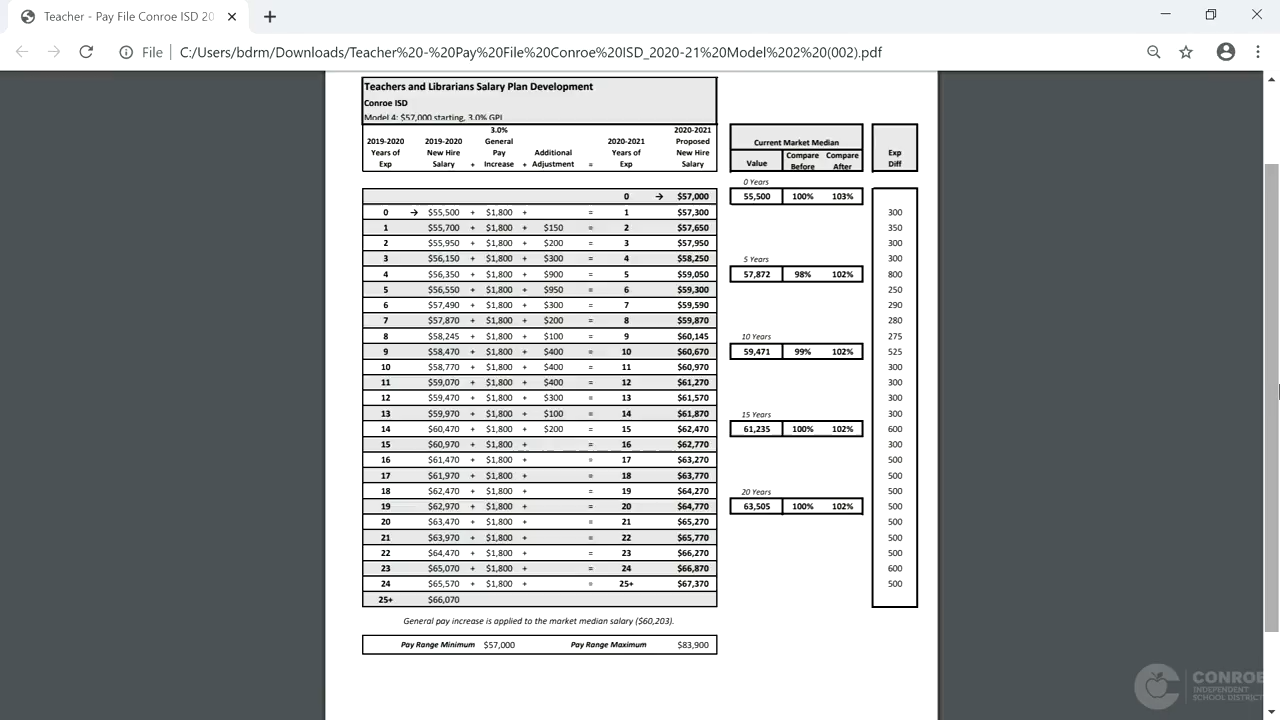 Teacher - Pay File Conroe ISD 20
File C:/Users/bdrm/Downloads/Teacher%20-%20Pay%20File%20Conroe%20ISD_2020-21%20Model%202%20(002).pdf
Teachers and Librarians Salary Plan Development
Conroe ISD
Model 4: $57,000 starting, 3.0% GPI
2019-2020 Years of Exp 2019-2020 New Hire Salary + 3.0% General Pay Increase + Additional Adjustment = 2020-2021 Years of Exp 2020-2021 Proposed New Hire Salary
Current Market Median
Value Compare Before Compare After
Exp Diff
0 Years
0 → $57,000 55,500 100% 103%
0 → $55,500 + $1,800 + = 1 $57,300 300
1 $55,700 + $1,800 + $150 = 2 $57,650 350
2 $55,950 + $1,800 + $200 = 3 $57,950 300
3 $56,150 + $1,800 + $300 = 4 $58,250 300
5 Years
4 $56,350 + $1,800 + $900 = 5 $59,050 57,872 98% 102% 800
5 $56,550 + $1,800 + $950 = 6 $59,300 250
6 $57,490 + $1,800 + $300 = 7 $59,590 290
7 $57,870 + $1,800 + $200 = 8 $59,870 280
8 $58,245 + $1,800 + $100 = 9 $60,145 275
10 Years
9 $58,470 + $1,800 + $400 = 10 $60,670 59,471 99% 102% 525
10 $58,770 + $1,800 + $400 = 11 $60,970 300
11 $59,070 + $1,800 + $400 = 12 $61,270 300
12 $59,470 + $1,800 + $300 = 13 $61,570 300
13 $59,970 + $1,800 + $100 = 14 $61,870 300
15 Years
14 $60,470 + $1,800 + $200 = 15 $62,470 61,235 100% 102% 600
15 $60,970 + $1,800 + = 16 $62,770 300
16 $61,470 + $1,800 + = 17 $63,270 500
17 $61,970 + $1,800 + = 18 $63,770 500
18 $62,470 + $1,800 + = 19 $64,270 500
20 Years
19 $62,970 + $1,800 + = 20 $64,770 63,505 100% 102% 500
20 $63,470 + $1,800 + = 21 $65,270 500
21 $63,970 + $1,800 + = 22 $65,770 500
22 $64,470 + $1,800 + = 23 $66,270 500
23 $65,070 + $1,800 + = 24 $66,870 600
24 $65,570 + $1,800 + = 25+ $67,370 500
25+ $66,070
General pay increase is applied to the market median salary ($60,203).
Pay Range Minimum $57,000 Pay Range Maximum $83,900
CONROE
INDEPENDENT
SCHOOL DISTRICT